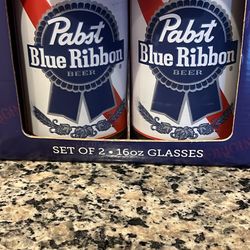 Pabst
Blue Ribbon
BEER
Pabst
Blue Ribbon
BEER
SET OF 2 • 16oz GLASSES